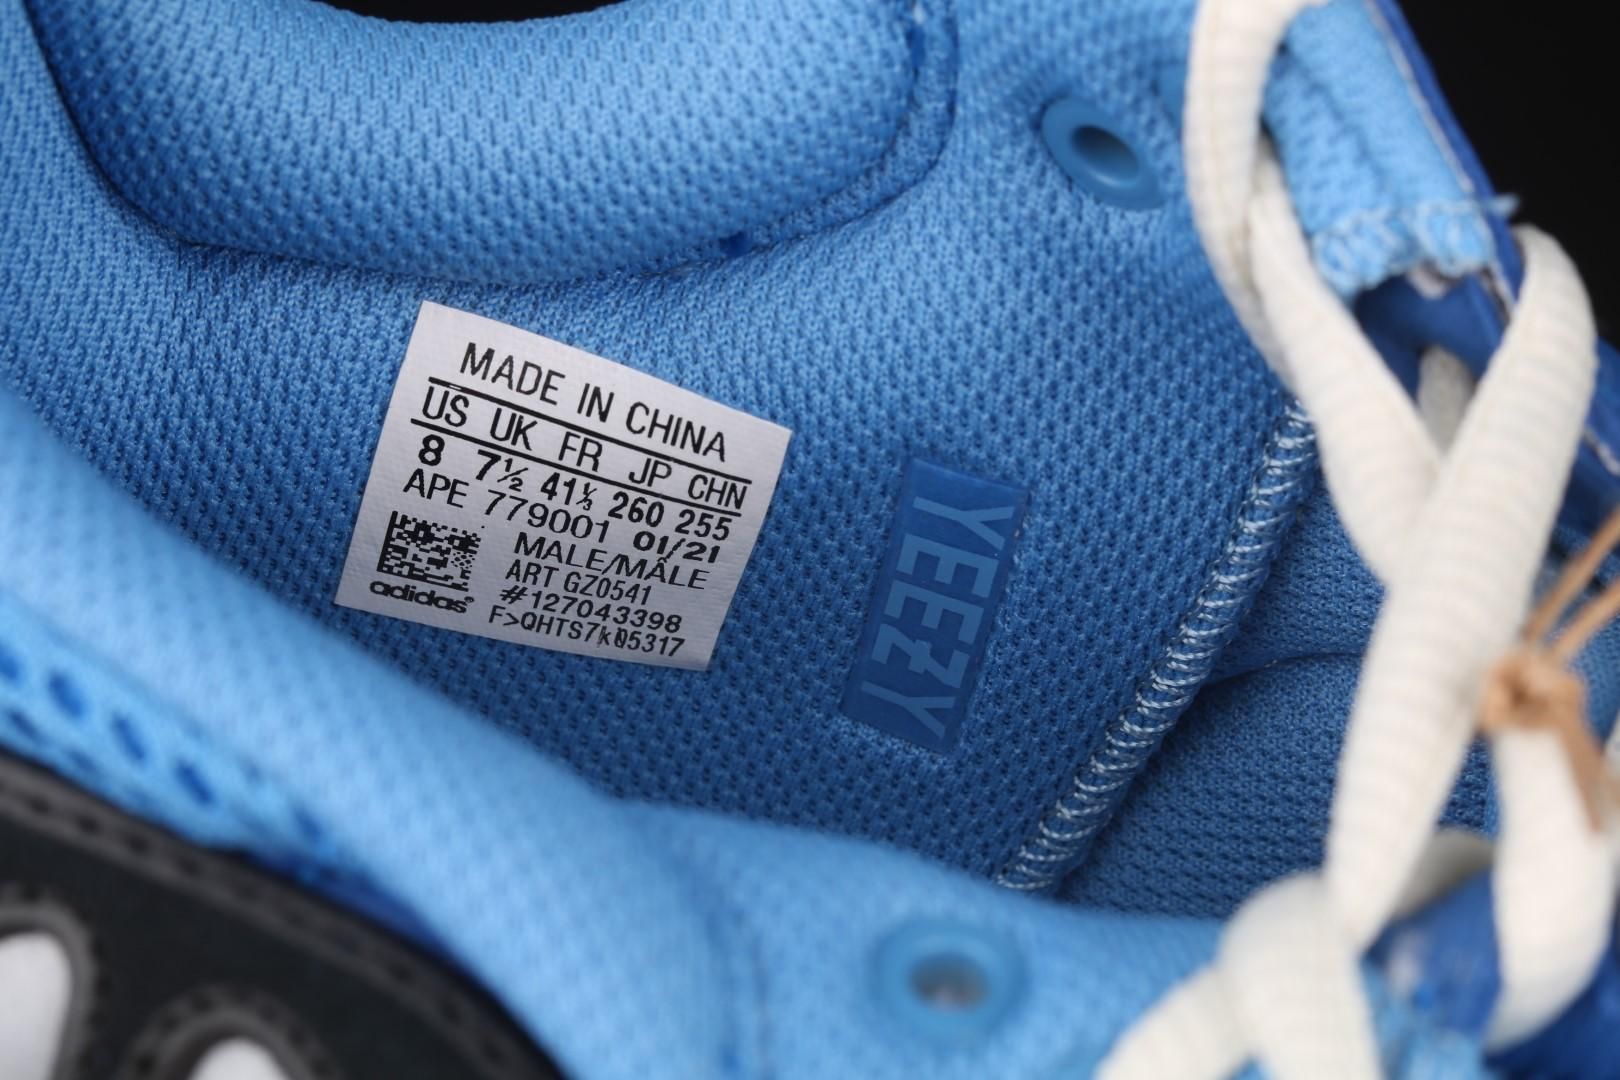 MADE IN CHINA
US UK FR JP CHN
8 7½ 41⅓ 260 255
APE 779001 01/21
MALE/MÂLE
ART GZ0541
#127043398
adidas®
YEEZY